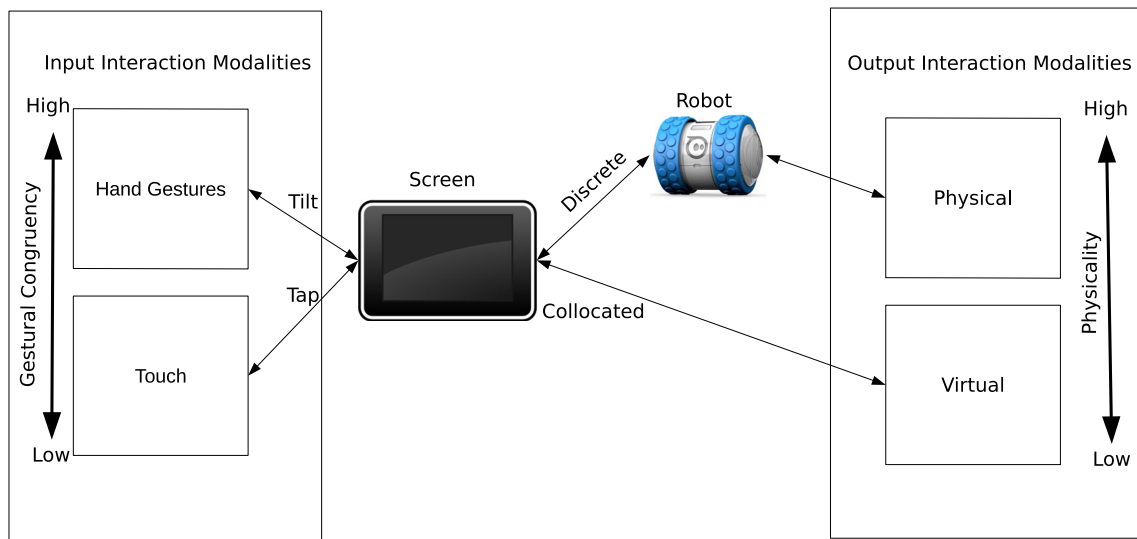 Input Interaction Modalities
High
Hand Gestures
Gestural Congruency
Touch
Low
Tilt
Tap
Screen
Discrete
Collocated
Robot
Output Interaction Modalities
High
Physical
Physicality
Virtual
Low